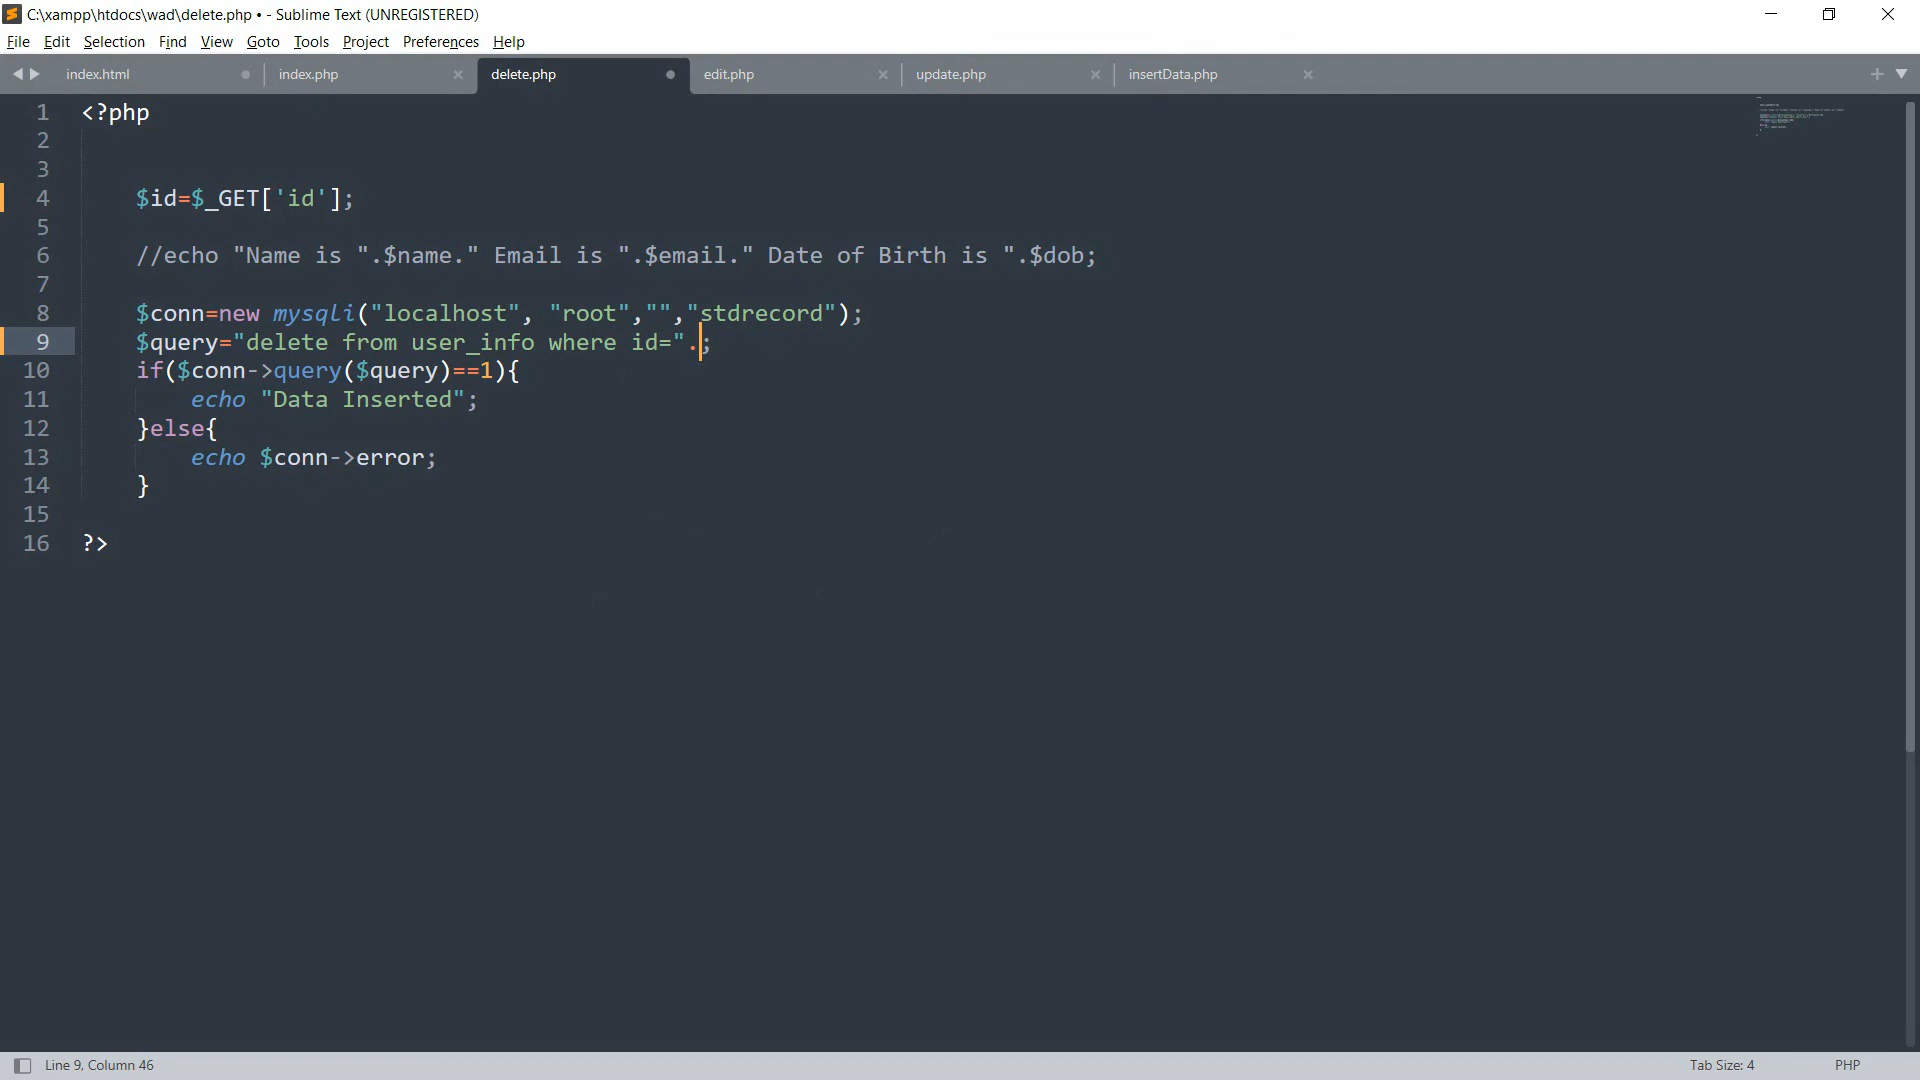 C:\xampp\htdocs\wad\delete.php • - Sublime Text (UNREGISTERED)
File Edit Selection Find View Goto Tools Project Preferences Help
index.html index.php delete.php edit.php update.php insertData.php
1 <?php
2
3
4 $id=$_GET['id'];
5
6 //echo "Name is ".$name." Email is ".$email." Date of Birth is ".$dob;
7
8 $conn=new mysqli("localhost", "root","","stdrecord");
9 $query="delete from user_info where id=".;
10 if($conn->query($query)==1){
11 echo "Data Inserted";
12 }else{
13 echo $conn->error;
14 }
15
16 ?>
Line 9, Column 46 Tab Size: 4 PHP